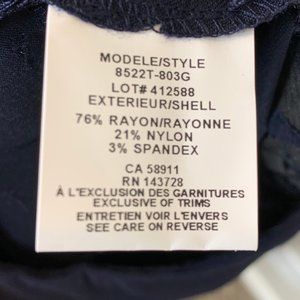 MODELE/STYLE
8522T-803G
LOT# 412588
EXTERIEUR/SHELL
76% RAYON/RAYONNE
21% NYLON
3% SPANDEX
CA 58911
RN 143728
À L'EXCLUSION DES GARNITURES
EXCLUSIVE OF TRIMS
ENTRETIEN VOIR L'ENVERS
SEE CARE ON REVERSE